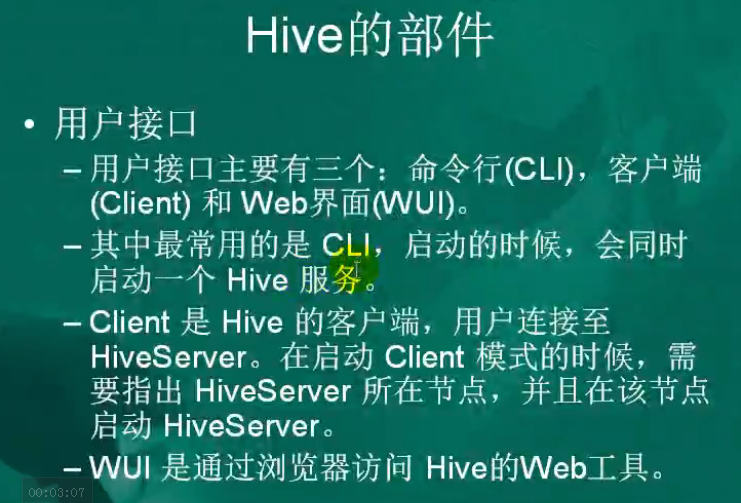 Hive的部件
• 用户接口
– 用户接口主要有三个：命令行(CLI)，客户端
(Client) 和 Web界面(WUI)。
– 其中最常用的是 CLI，启动的时候，会同时
启动一个 Hive 服务。
– Client 是 Hive 的客户端，用户连接至
HiveServer。在启动 Client 模式的时候，需
要指出 HiveServer 所在节点，并且在该节点
启动 HiveServer。
– WUI 是通过浏览器访问 Hive的Web工具。
00:03:07